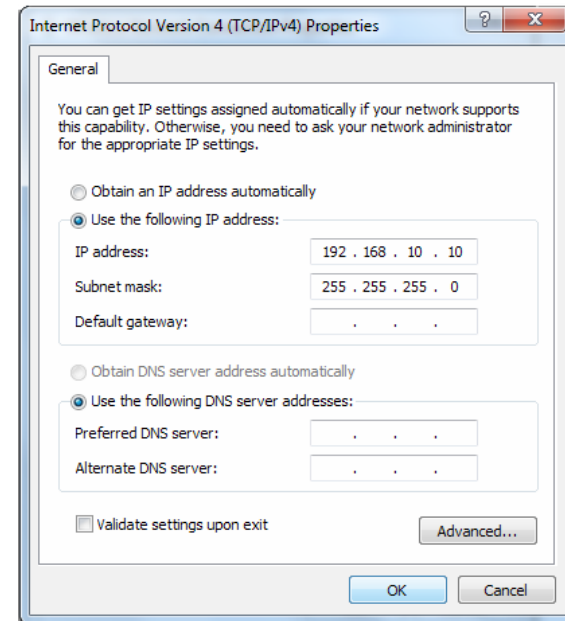 Internet Protocol Version 4 (TCP/IPv4) Properties
? X
General
You can get IP settings assigned automatically if your network supports
this capability. Otherwise, you need to ask your network administrator
for the appropriate IP settings.
Obtain an IP address automatically
Use the following IP address:
IP address: 192 . 168 . 10 . 10
Subnet mask: 255 . 255 . 255 . 0
Default gateway: . . .
Obtain DNS server address automatically
Use the following DNS server addresses:
Preferred DNS server: . . .
Alternate DNS server: . . .
Validate settings upon exit
Advanced...
OK Cancel